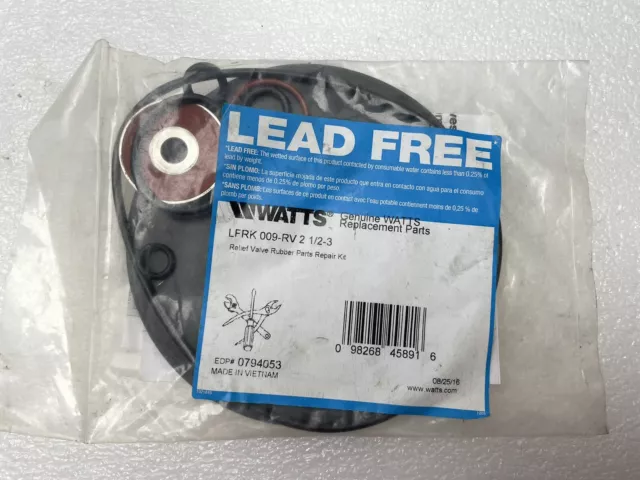 LEAD FREE*
*LEAD FREE: The wetted surface of this product contacted by consumable water contains less than 0.25% of
lead by weight.
*SIN PLOMO: La superficie mojada de este producto que entra en contacto con agua para el consumo
contiene menos de 0,25% de plomo por peso.
*SANS PLOMB: Les surfaces de ce produit en contact avec l'eau potable contiennent moins de 0,25 % de
plomb par poids.
WATTS® Genuine WATTS
Replacement Parts
LFRK 009-RV 2 1/2-3
Relief Valve Rubber Parts Repair Kit
0 98268 45891 6
EDP# 0794053
MADE IN VIETNAM
08/25/16
www.watts.com